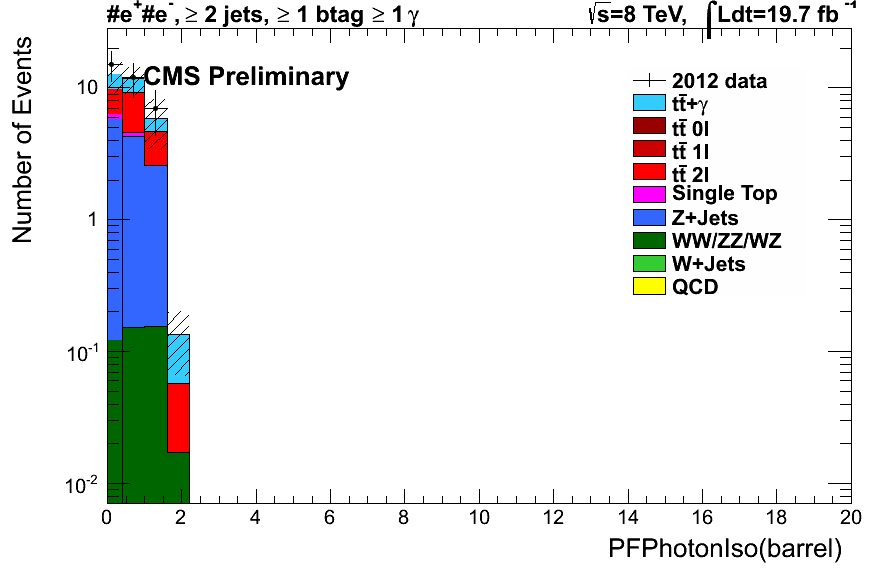 #e⁺#e⁻, ≥ 2 jets, ≥ 1 btag ≥ 1 γ
√s=8 TeV, ∫Ldt=19.7 fb⁻¹
CMS Preliminary
2012 data
tt̄+γ
tt̄ 0l
tt̄ 1l
tt̄ 2l
Single Top
Z+Jets
WW/ZZ/WZ
W+Jets
QCD
Number of Events
10
1
10⁻¹
10⁻²
0 2 4 6 8 10 12 14 16 18 20
PFPhotonIso(barrel)